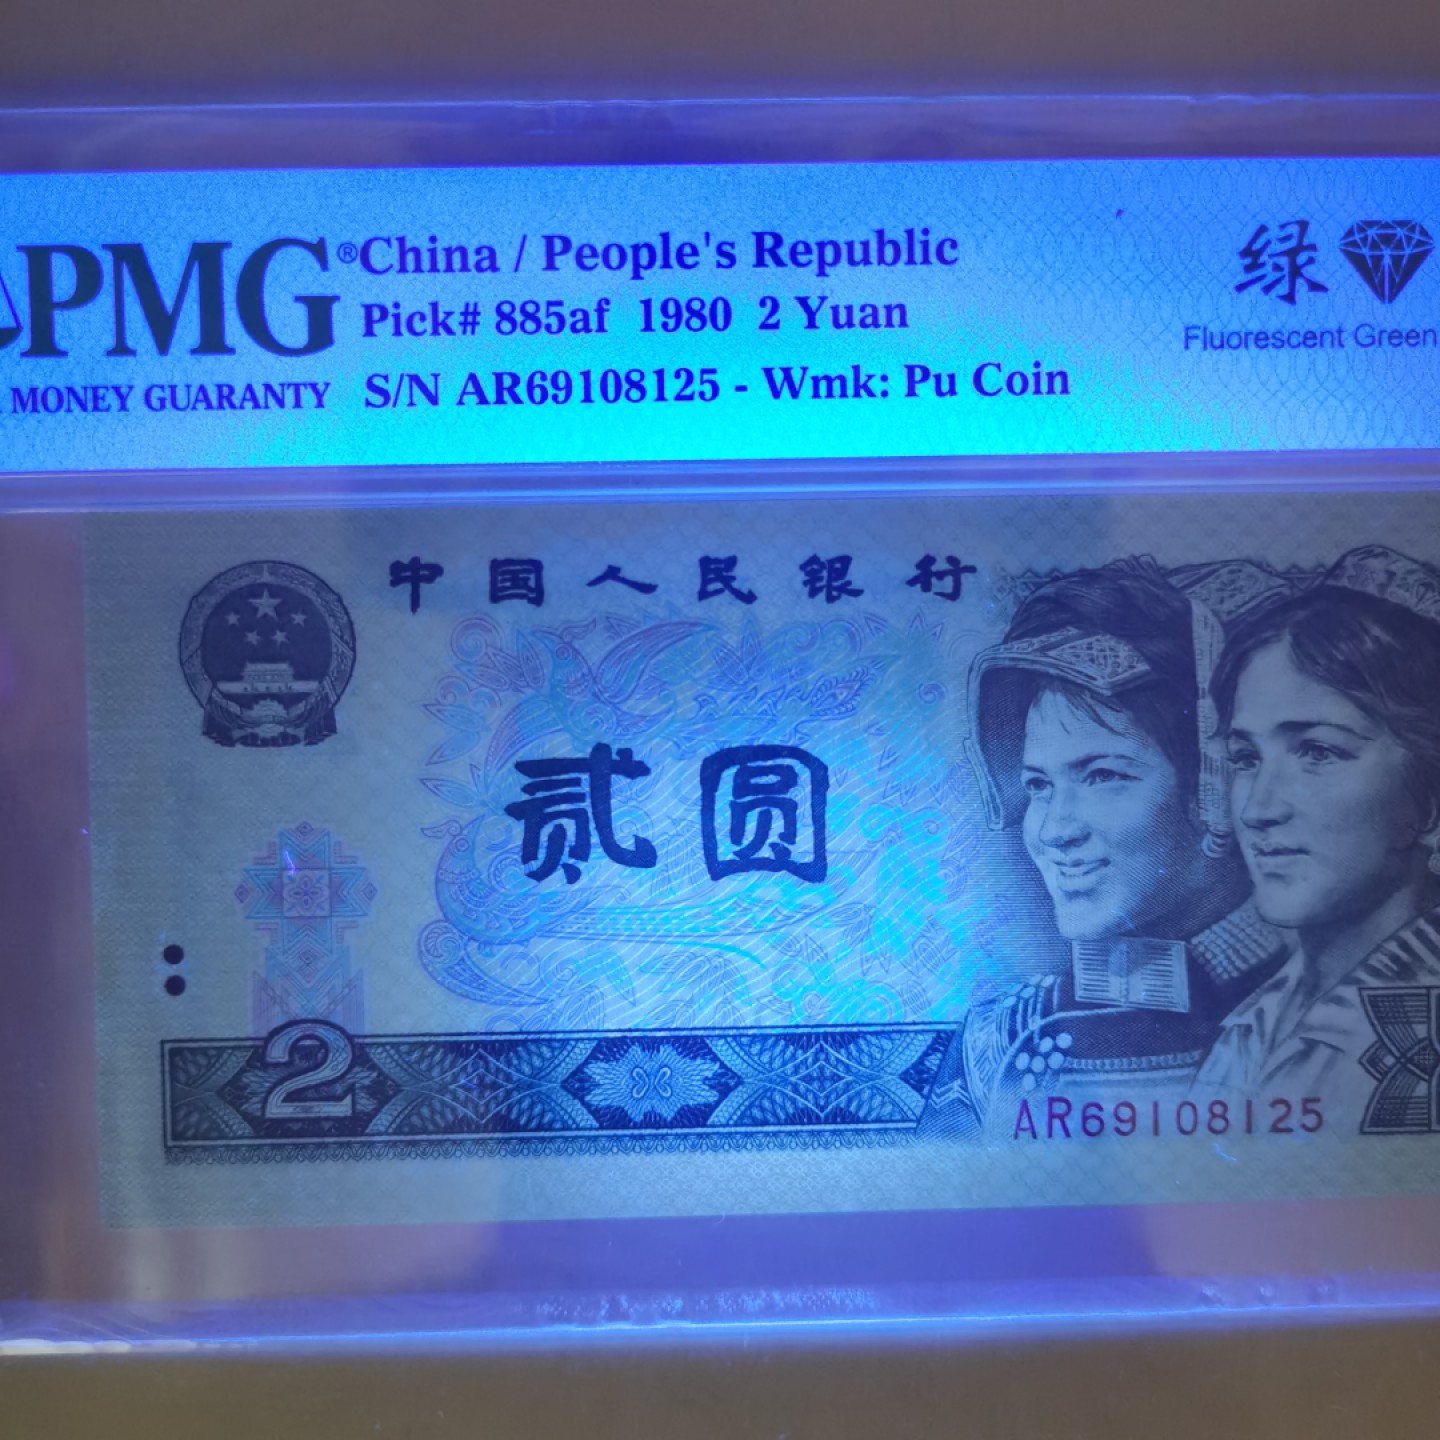 PMG® China / People's Republic 绿
Pick# 885af 1980 2 Yuan Fluorescent Green
MONEY GUARANTY S/N AR69108125 - Wmk: Pu Coin
中国人民银行
贰圆
2
AR69108125